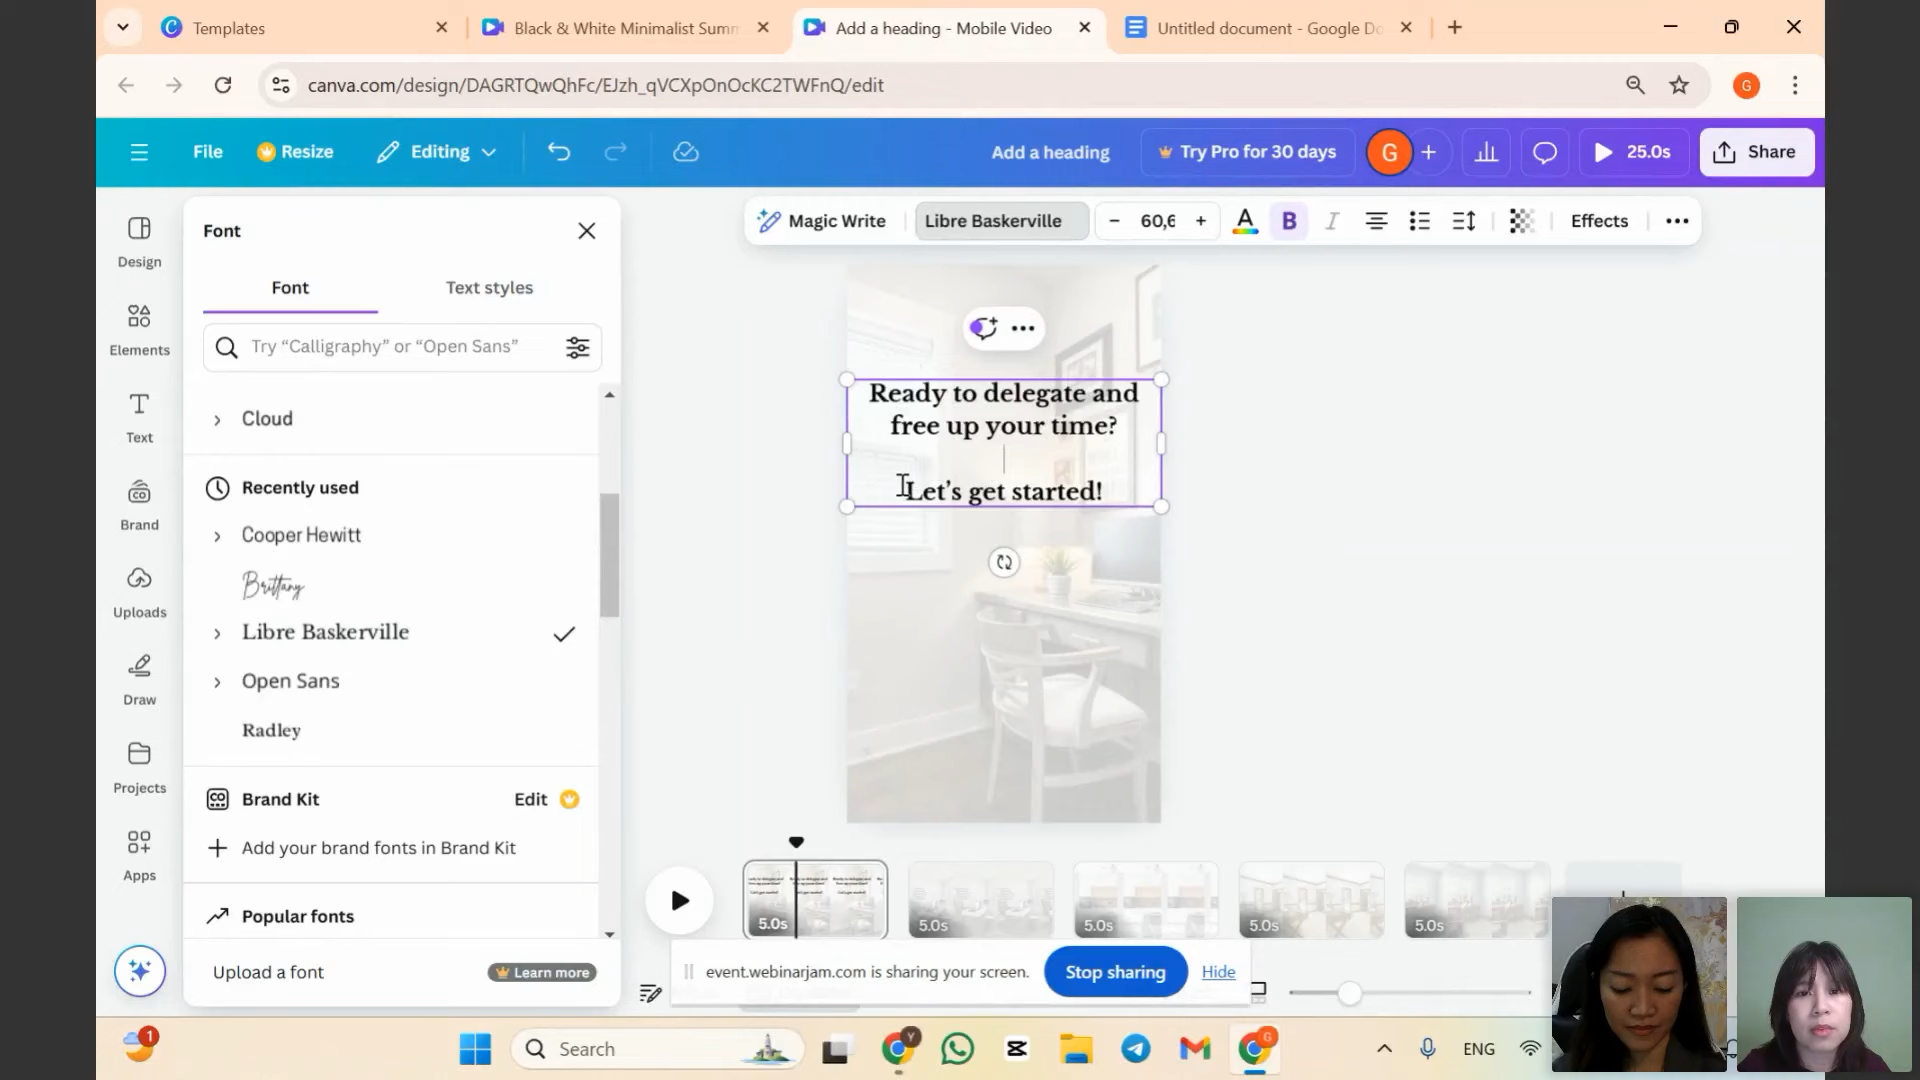 Templates
Black & White Minimalist Summ
Add a heading - Mobile Video
Untitled document - Google Do
canva.com/design/DAGRTQwQhFc/EJzh_qVCXpOnOcKC2TWFnQ/edit
G
File
Resize
Editing
Add a heading
Try Pro for 30 days
G
25.0s
Share
Design
Elements
Text
Brand
Uploads
Draw
Projects
Apps
Font
Font
Text styles
Try “Calligraphy” or “Open Sans”
Cloud
Recently used
Cooper Hewitt
Brittany
Libre Baskerville
Open Sans
Radley
Brand Kit
Edit
Add your brand fonts in Brand Kit
Popular fonts
Upload a font
Learn more
Magic Write
Libre Baskerville
60,6
A
B
I
Effects
Ready to delegate and
free up your time?
Let’s get started!
5.0s
5.0s
5.0s
5.0s
5.0s
event.webinarjam.com is sharing your screen.
Stop sharing
Hide
1
Search
Y
G
ENG